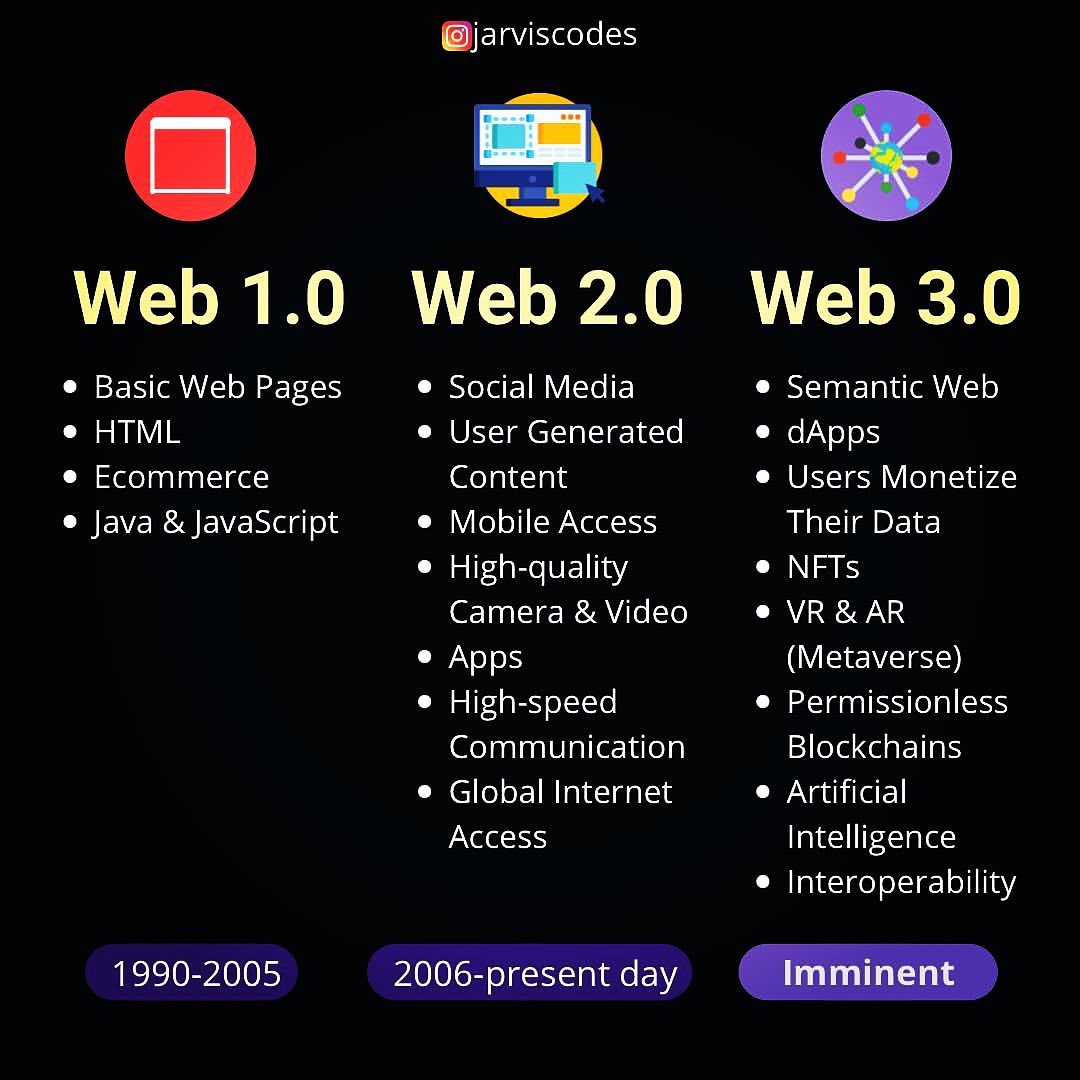 jarviscodes
Web 1.0
Basic Web Pages
HTML
Ecommerce
Java & JavaScript
1990-2005
Web 2.0
Social Media
User Generated
Content
Mobile Access
High-quality
Camera & Video
Apps
High-speed
Communication
Global Internet
Access
2006-present day
Web 3.0
Semantic Web
dApps
Users Monetize
Their Data
NFTs
VR & AR
(Metaverse)
Permissionless
Blockchains
Artificial
Intelligence
Interoperability
Imminent